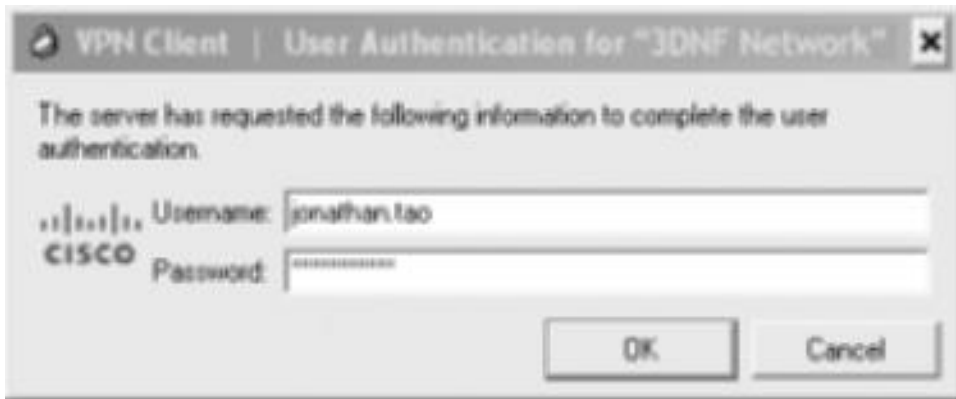 VPN Client | User Authentication for "3DNF Network"
The server has requested the following information to complete the user
authentication.
CISCO
Username: jonathan.tao
Password: ************
OK
Cancel